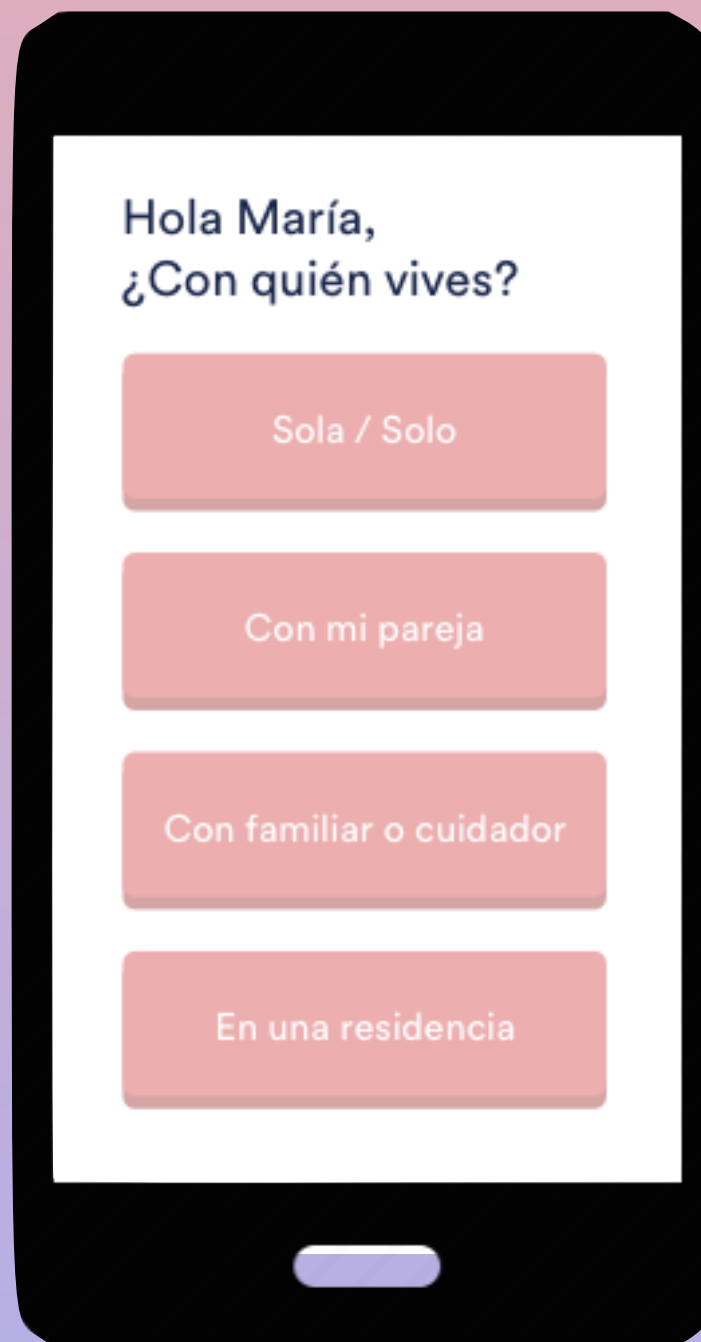 Hola María,
¿Con quién vives?
Sola / Solo
Con mi pareja
Con familiar o cuidador
En una residencia